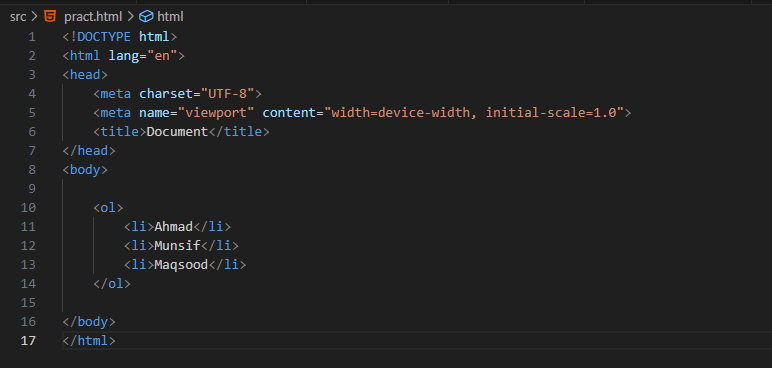 src > pract.html > html
1 <!DOCTYPE html>
2 <html lang="en">
3 <head>
4     <meta charset="UTF-8">
5     <meta name="viewport" content="width=device-width, initial-scale=1.0">
6     <title>Document</title>
7 </head>
8 <body>
9
10     <ol>
11         <li>Ahmad</li>
12         <li>Munsif</li>
13         <li>Maqsood</li>
14     </ol>
15
16 </body>
17 </html>